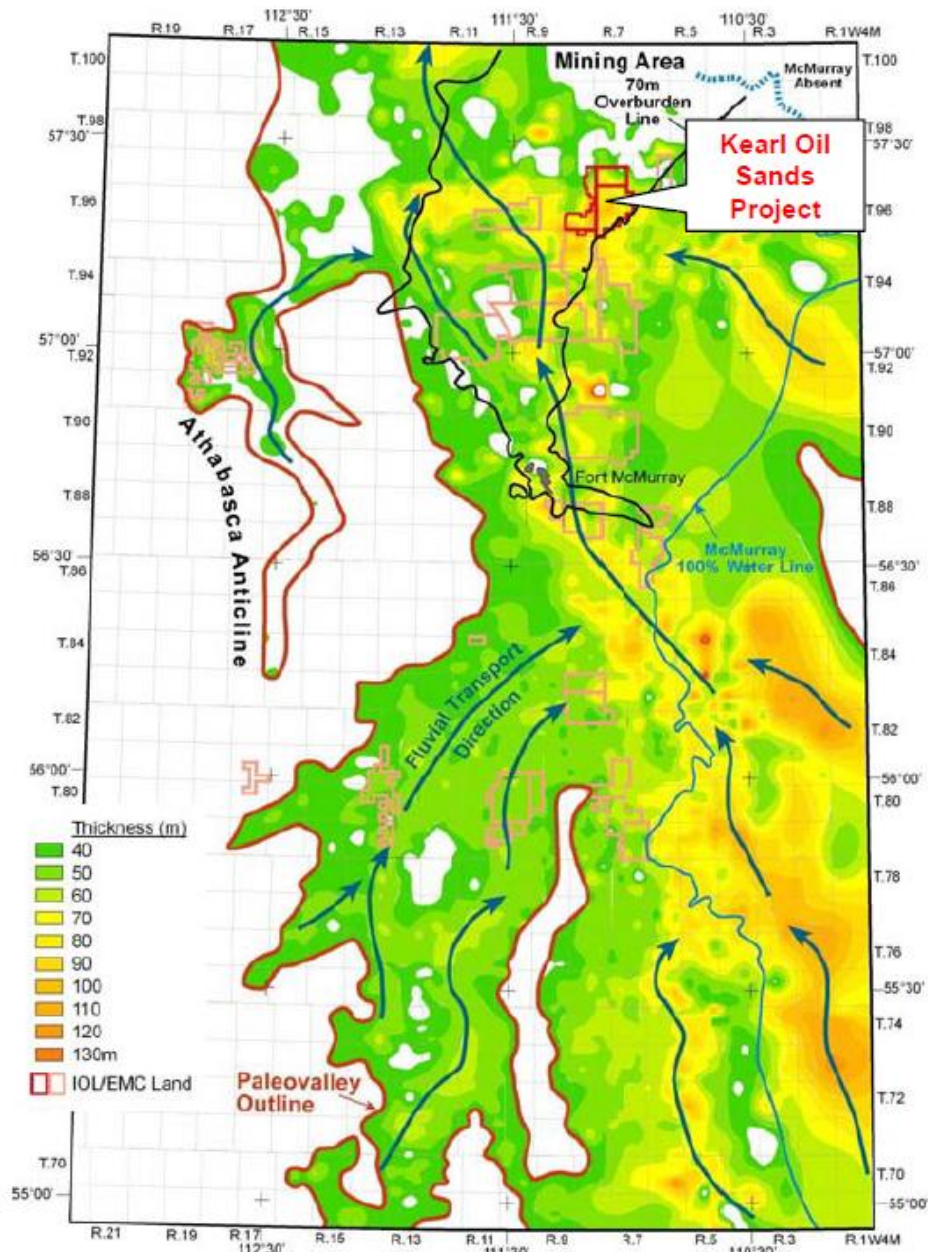 112°30' 111°30' 110°30'
R.19 R.17 R.15 R.13 R.11 R.9 R.7 R.5 R.3 R.1W4M
T.100
T.98
57°30'
T.96
T.94
57°00'
T.92
T.90
T.88
56°30'
T.86
T.84
T.82
56°00'
T.80
Mining Area
70m
Overburden
Line
McMurray
Absent
Kearl Oil
Sands
Project
T.100
T.98
57°30'
T.96
T.94
57°00'
T.92
T.90
T.88
56°30'
T.86
T.84
T.82
56°00'
T.80
T.78
T.76
55°30'
T.74
T.72
T.70
55°00'
Athabasca Anticline
Fort McMurray
McMurray
100% Water Line
Fluvial Transport
Direction
Thickness (m)
40
50
60
70
80
90
100
110
120
130m
IOL/EMC Land
Paleovalley
Outline
T.70
55°00'
R.21 R.19 R.17 R.15 R.13 R.11 R.9 R.7 R.5 R.3 R.1W4M
112°30' 111°30' 110°30'